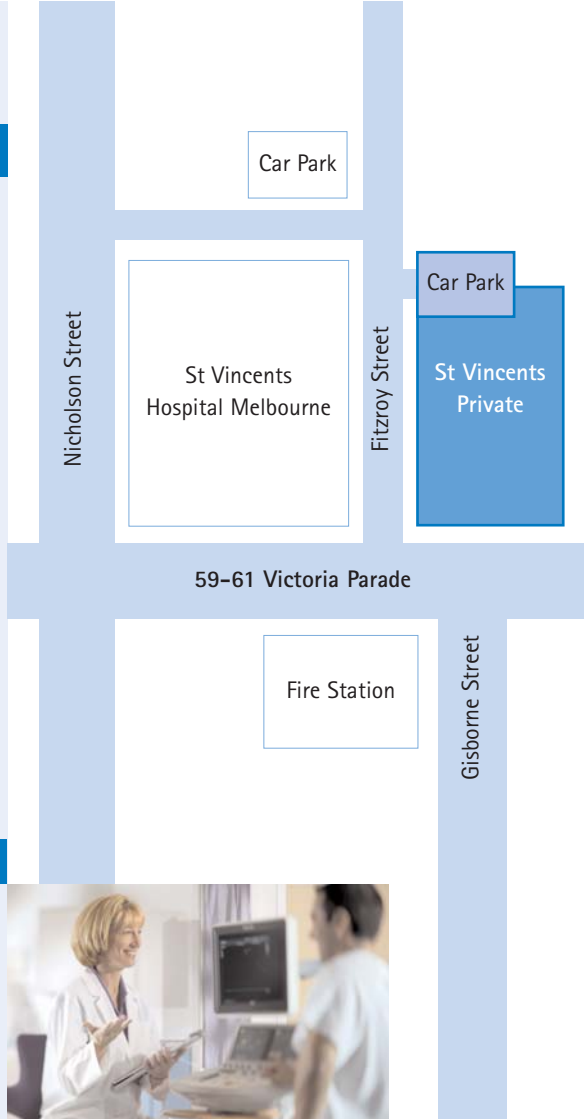 Car Park
Car Park
Nicholson Street
St Vincents
Hospital Melbourne
Fitzroy Street
St Vincents
Private
59-61 Victoria Parade
Fire Station
Gisborne Street